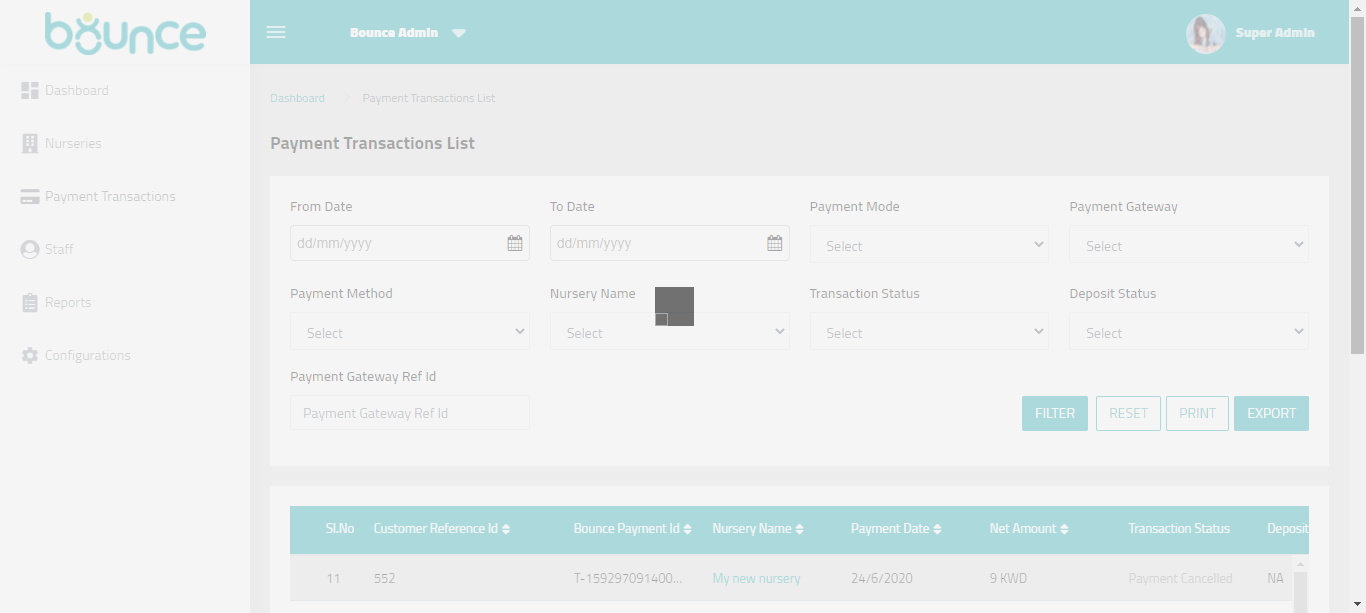 bounce
Bounce Admin
Super Admin
Dashboard
Nurseries
Payment Transactions
Staff
Reports
Configurations
Dashboard
Payment Transactions List
Payment Transactions List
From Date
To Date
Payment Mode
Payment Gateway
dd/mm/yyyy
dd/mm/yyyy
Select
Select
Payment Method
Nursery Name
Transaction Status
Deposit Status
Select
Select
Select
Select
Payment Gateway Ref Id
Payment Gateway Ref Id
FILTER
RESET
PRINT
EXPORT
Sl.No Customer Reference Id Bounce Payment Id Nursery Name Payment Date Net Amount Transaction Status Deposit
11 552 T-159297091400... My new nursery 24/6/2020 9 KWD Payment Cancelled NA